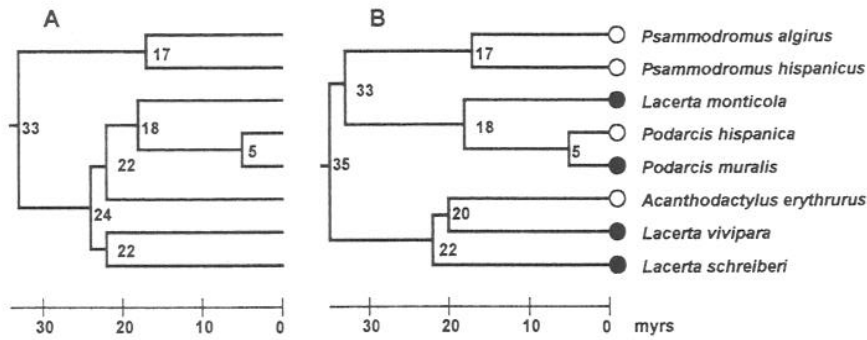 A B
17 17 Psammodromus algirus
Psammodromus hispanicus
33 33
Lacerta monticola
18 18 Podarcis hispanica
5 5
22 35 Podarcis muralis
Acanthodactylus erythrurus
24 20
Lacerta vivipara
22 22
Lacerta schreiberi
30 20 10 0 30 20 10 0 myrs